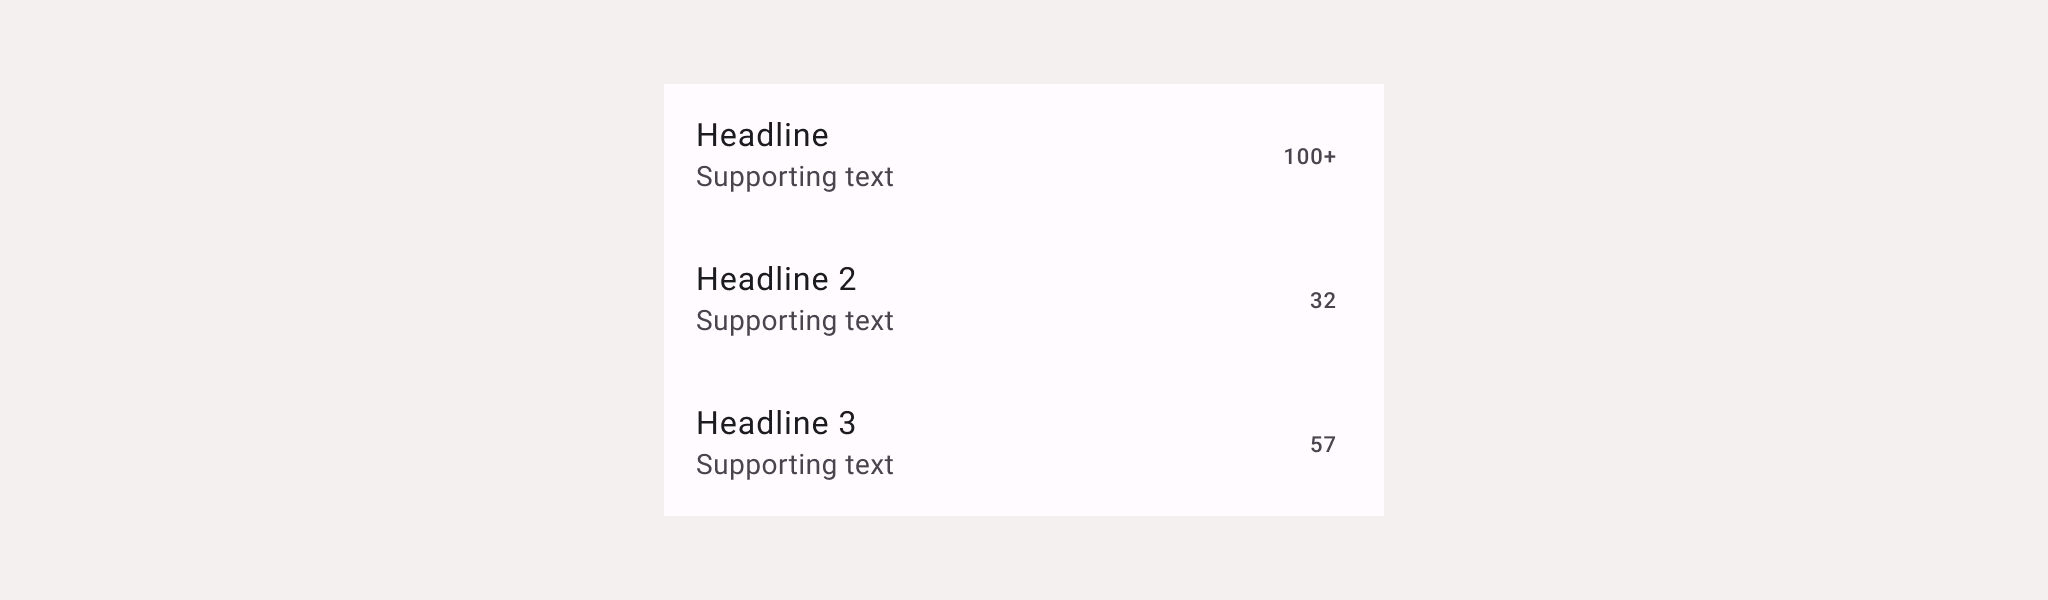 Headline
Supporting text
100+
Headline 2
Supporting text
32
Headline 3
Supporting text
57